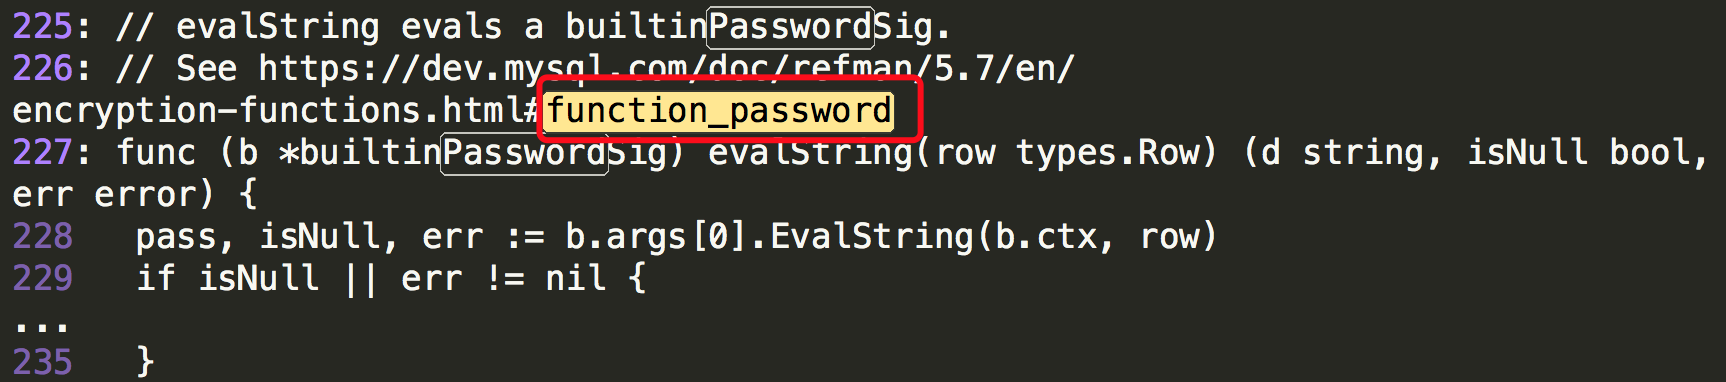 225: // evalString evals a builtinPasswordSig.
226: // See https://dev.mysql.com/doc/refman/5.7/en/
encryption-functions.html#function_password
227: func (b *builtinPasswordSig) evalString(row types.Row) (d string, isNull bool,
err error) {
228   pass, isNull, err := b.args[0].EvalString(b.ctx, row)
229   if isNull || err != nil {
...
235   }